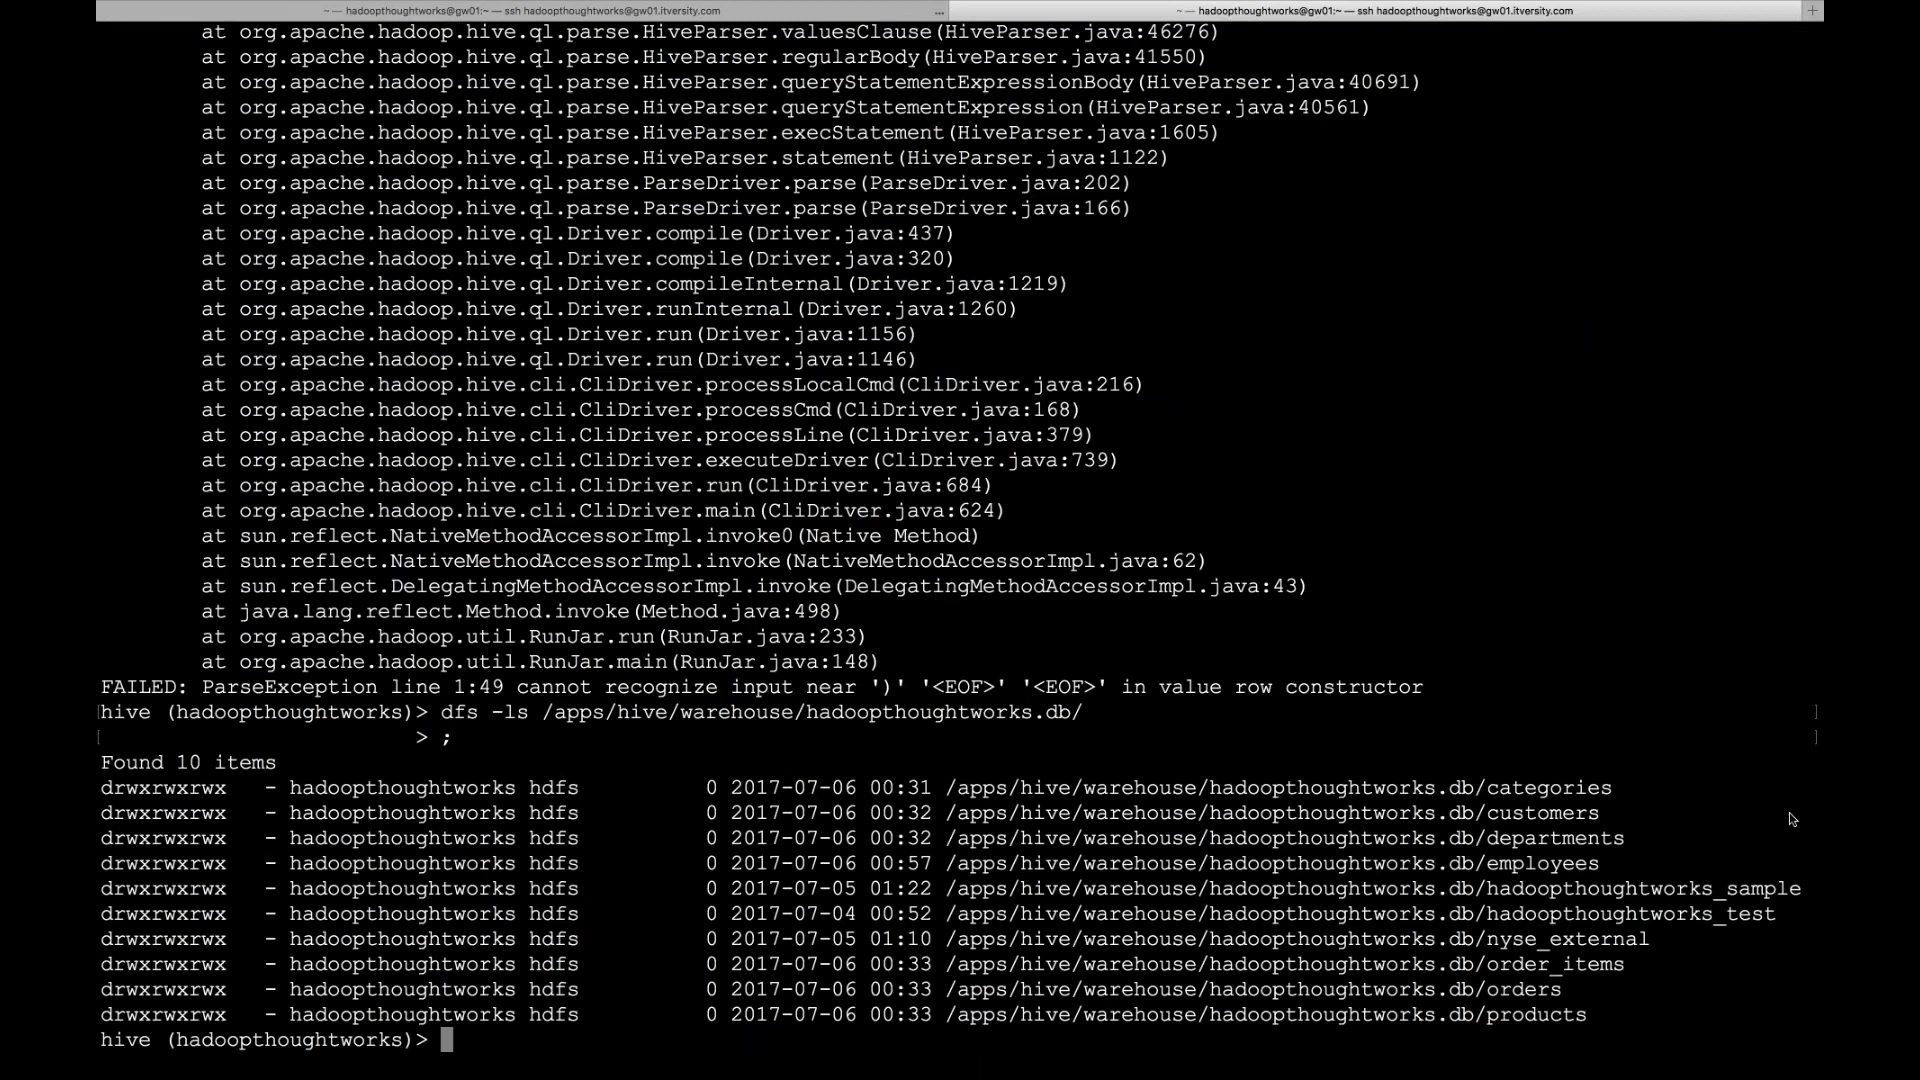 ~ — hadoopthoughtworks@gw01:~ — ssh hadoopthoughtworks@gw01.itversity.com ... ~ — hadoopthoughtworks@gw01:~ — ssh hadoopthoughtworks@gw01.itversity.com +
at org.apache.hadoop.hive.ql.parse.HiveParser.valuesClause(HiveParser.java:46276)
at org.apache.hadoop.hive.ql.parse.HiveParser.regularBody(HiveParser.java:41550)
at org.apache.hadoop.hive.ql.parse.HiveParser.queryStatementExpressionBody(HiveParser.java:40691)
at org.apache.hadoop.hive.ql.parse.HiveParser.queryStatementExpression(HiveParser.java:40561)
at org.apache.hadoop.hive.ql.parse.HiveParser.execStatement(HiveParser.java:1605)
at org.apache.hadoop.hive.ql.parse.HiveParser.statement(HiveParser.java:1122)
at org.apache.hadoop.hive.ql.parse.ParseDriver.parse(ParseDriver.java:202)
at org.apache.hadoop.hive.ql.parse.ParseDriver.parse(ParseDriver.java:166)
at org.apache.hadoop.hive.ql.Driver.compile(Driver.java:437)
at org.apache.hadoop.hive.ql.Driver.compile(Driver.java:320)
at org.apache.hadoop.hive.ql.Driver.compileInternal(Driver.java:1219)
at org.apache.hadoop.hive.ql.Driver.runInternal(Driver.java:1260)
at org.apache.hadoop.hive.ql.Driver.run(Driver.java:1156)
at org.apache.hadoop.hive.ql.Driver.run(Driver.java:1146)
at org.apache.hadoop.hive.cli.CliDriver.processLocalCmd(CliDriver.java:216)
at org.apache.hadoop.hive.cli.CliDriver.processCmd(CliDriver.java:168)
at org.apache.hadoop.hive.cli.CliDriver.processLine(CliDriver.java:379)
at org.apache.hadoop.hive.cli.CliDriver.executeDriver(CliDriver.java:739)
at org.apache.hadoop.hive.cli.CliDriver.run(CliDriver.java:684)
at org.apache.hadoop.hive.cli.CliDriver.main(CliDriver.java:624)
at sun.reflect.NativeMethodAccessorImpl.invoke0(Native Method)
at sun.reflect.NativeMethodAccessorImpl.invoke(NativeMethodAccessorImpl.java:62)
at sun.reflect.DelegatingMethodAccessorImpl.invoke(DelegatingMethodAccessorImpl.java:43)
at java.lang.reflect.Method.invoke(Method.java:498)
at org.apache.hadoop.util.RunJar.run(RunJar.java:233)
at org.apache.hadoop.util.RunJar.main(RunJar.java:148)
FAILED: ParseException line 1:49 cannot recognize input near ')' '<EOF>' '<EOF>' in value row constructor
hive (hadoopthoughtworks)> dfs -ls /apps/hive/warehouse/hadoopthoughtworks.db/
> ;
Found 10 items
drwxrwxrwx - hadoopthoughtworks hdfs 0 2017-07-06 00:31 /apps/hive/warehouse/hadoopthoughtworks.db/categories
drwxrwxrwx - hadoopthoughtworks hdfs 0 2017-07-06 00:32 /apps/hive/warehouse/hadoopthoughtworks.db/customers
drwxrwxrwx - hadoopthoughtworks hdfs 0 2017-07-06 00:32 /apps/hive/warehouse/hadoopthoughtworks.db/departments
drwxrwxrwx - hadoopthoughtworks hdfs 0 2017-07-06 00:57 /apps/hive/warehouse/hadoopthoughtworks.db/employees
drwxrwxrwx - hadoopthoughtworks hdfs 0 2017-07-05 01:22 /apps/hive/warehouse/hadoopthoughtworks.db/hadoopthoughtworks_sample
drwxrwxrwx - hadoopthoughtworks hdfs 0 2017-07-04 00:52 /apps/hive/warehouse/hadoopthoughtworks.db/hadoopthoughtworks_test
drwxrwxrwx - hadoopthoughtworks hdfs 0 2017-07-05 01:10 /apps/hive/warehouse/hadoopthoughtworks.db/nyse_external
drwxrwxrwx - hadoopthoughtworks hdfs 0 2017-07-06 00:33 /apps/hive/warehouse/hadoopthoughtworks.db/order_items
drwxrwxrwx - hadoopthoughtworks hdfs 0 2017-07-06 00:33 /apps/hive/warehouse/hadoopthoughtworks.db/orders
drwxrwxrwx - hadoopthoughtworks hdfs 0 2017-07-06 00:33 /apps/hive/warehouse/hadoopthoughtworks.db/products
hive (hadoopthoughtworks)>